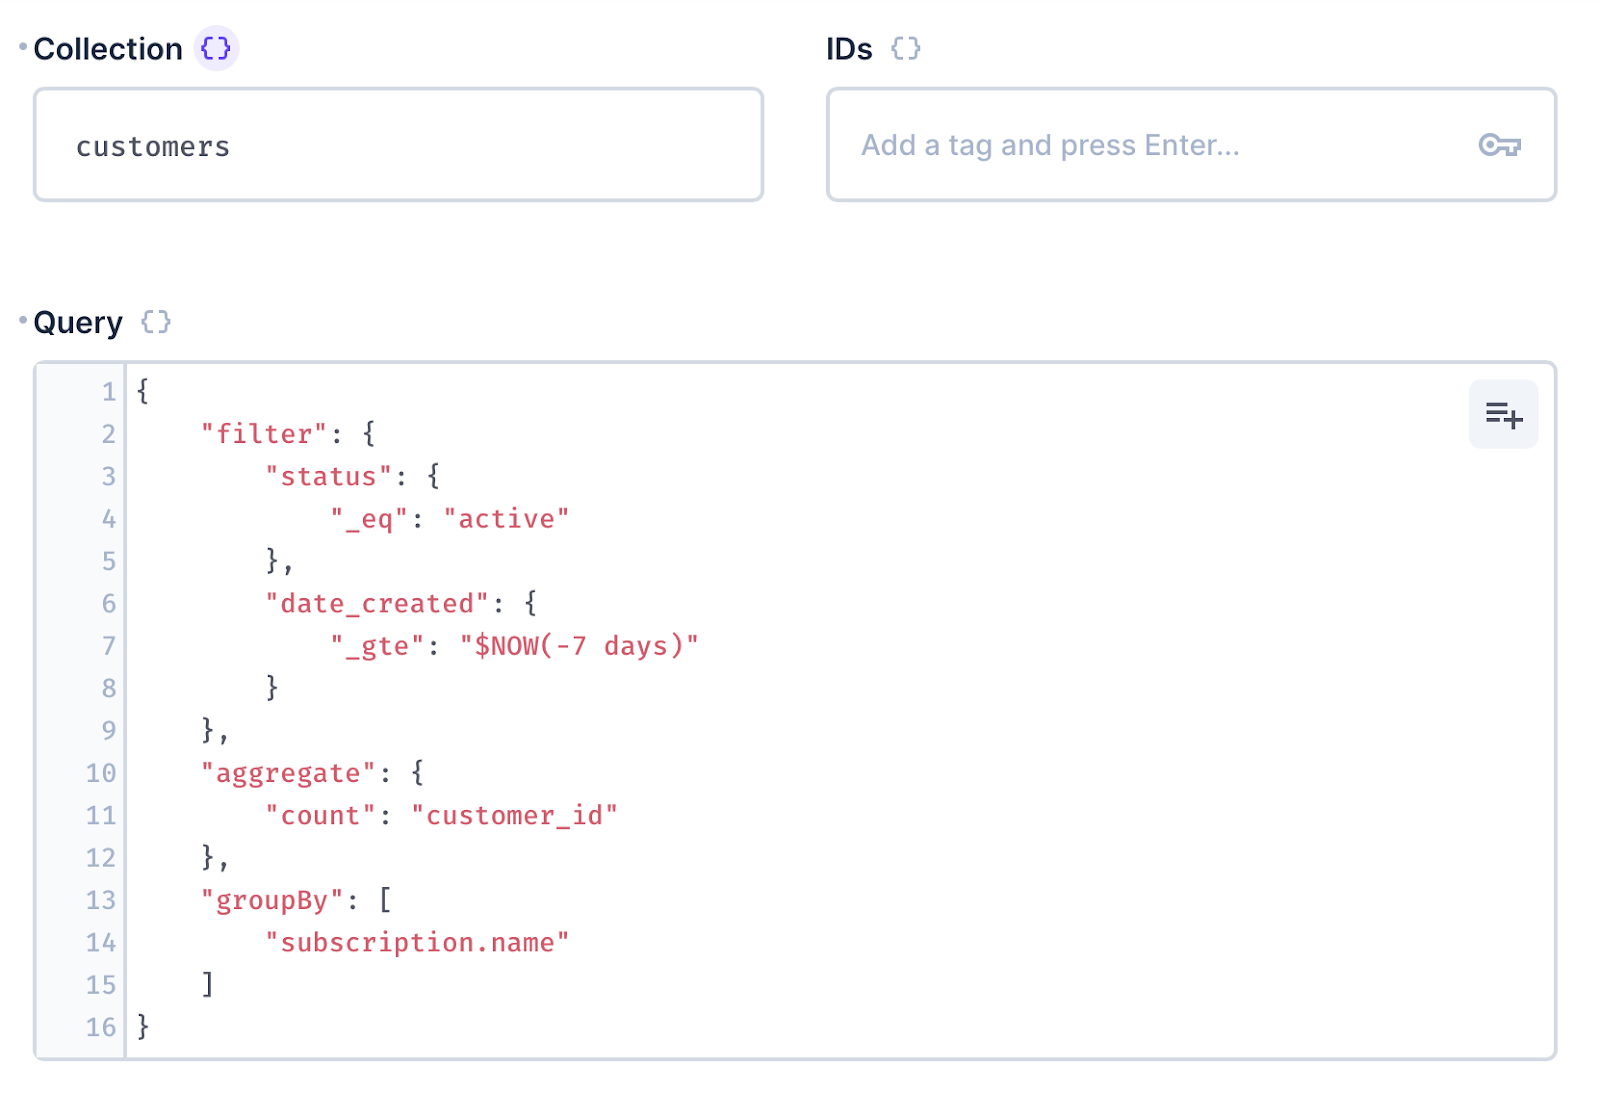 Collection {}
IDs {}
customers
Add a tag and press Enter...
Query {}
1 {
2     "filter": {
3         "status": {
4             "_eq": "active"
5         },
6         "date_created": {
7             "_gte": "$NOW(-7 days)"
8         }
9     },
10     "aggregate": {
11         "count": "customer_id"
12     },
13     "groupBy": [
14         "subscription.name"
15     ]
16 }